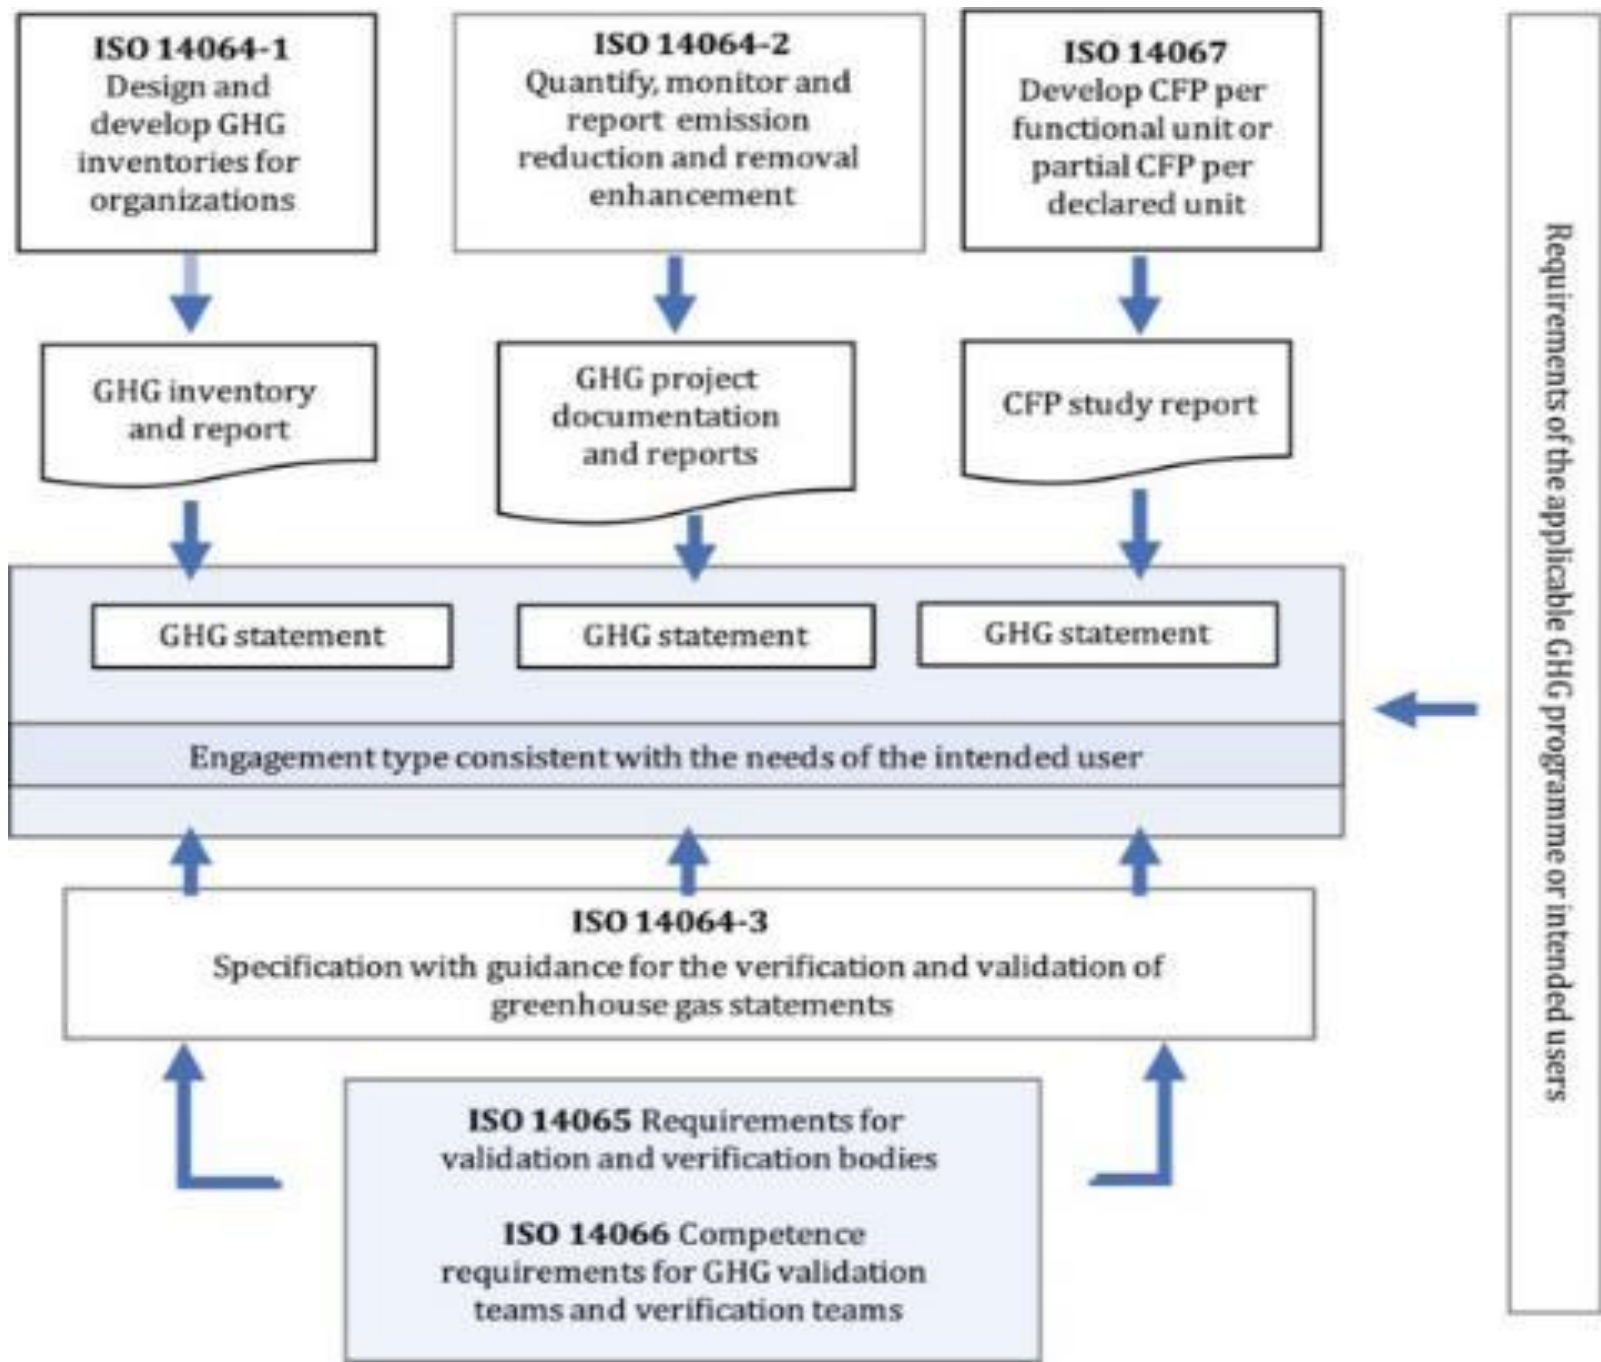 ISO 14064-1
Design and
develop GHG
inventories for
organizations
ISO 14064-2
Quantify, monitor and
report emission
reduction and removal
enhancement
ISO 14067
Develop CFP per
functional unit or
partial CFP per
declared unit
GHG inventory
and report
GHG project
documentation
and reports
CFP study report
GHG statement
GHG statement
GHG statement
Engagement type consistent with the needs of the intended user
ISO 14064-3
Specification with guidance for the verification and validation of
greenhouse gas statements
ISO 14065 Requirements for
validation and verification bodies
ISO 14066 Competence
requirements for GHG validation
teams and verification teams
Requirements of the applicable GHG programme or intended users